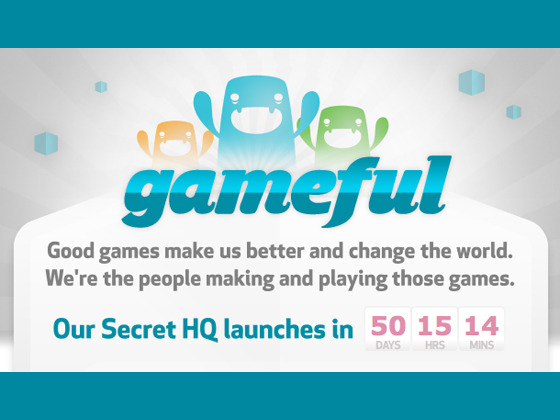 gameful
Good games make us better and change the world.
We're the people making and playing those games.
Our Secret HQ launches in 50 15 14
DAYS HRS MINS